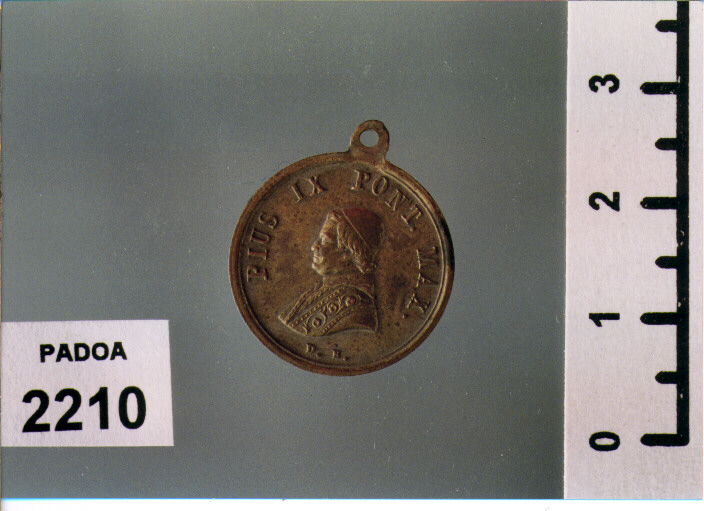 PIUS IX PONT. MAX.
D. R.
PADOA
2210
3
2
1
0